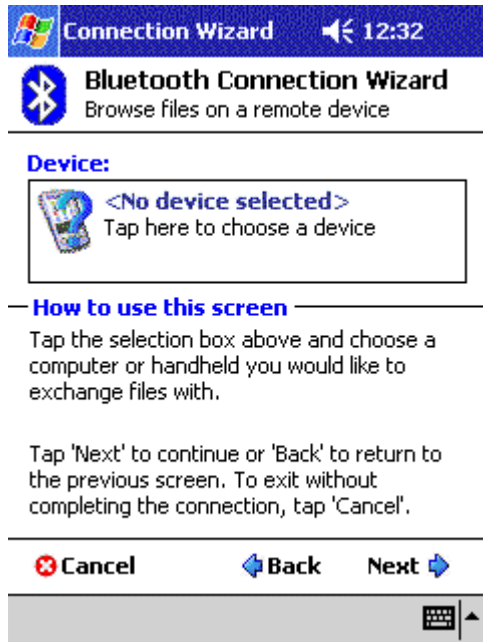 Connection Wizard 12:32
Bluetooth Connection Wizard
Browse files on a remote device
Device:
<No device selected>
Tap here to choose a device
How to use this screen
Tap the selection box above and choose a
computer or handheld you would like to
exchange files with.
Tap 'Next' to continue or 'Back' to return to
the previous screen. To exit without
completing the connection, tap 'Cancel'.
Cancel Back Next